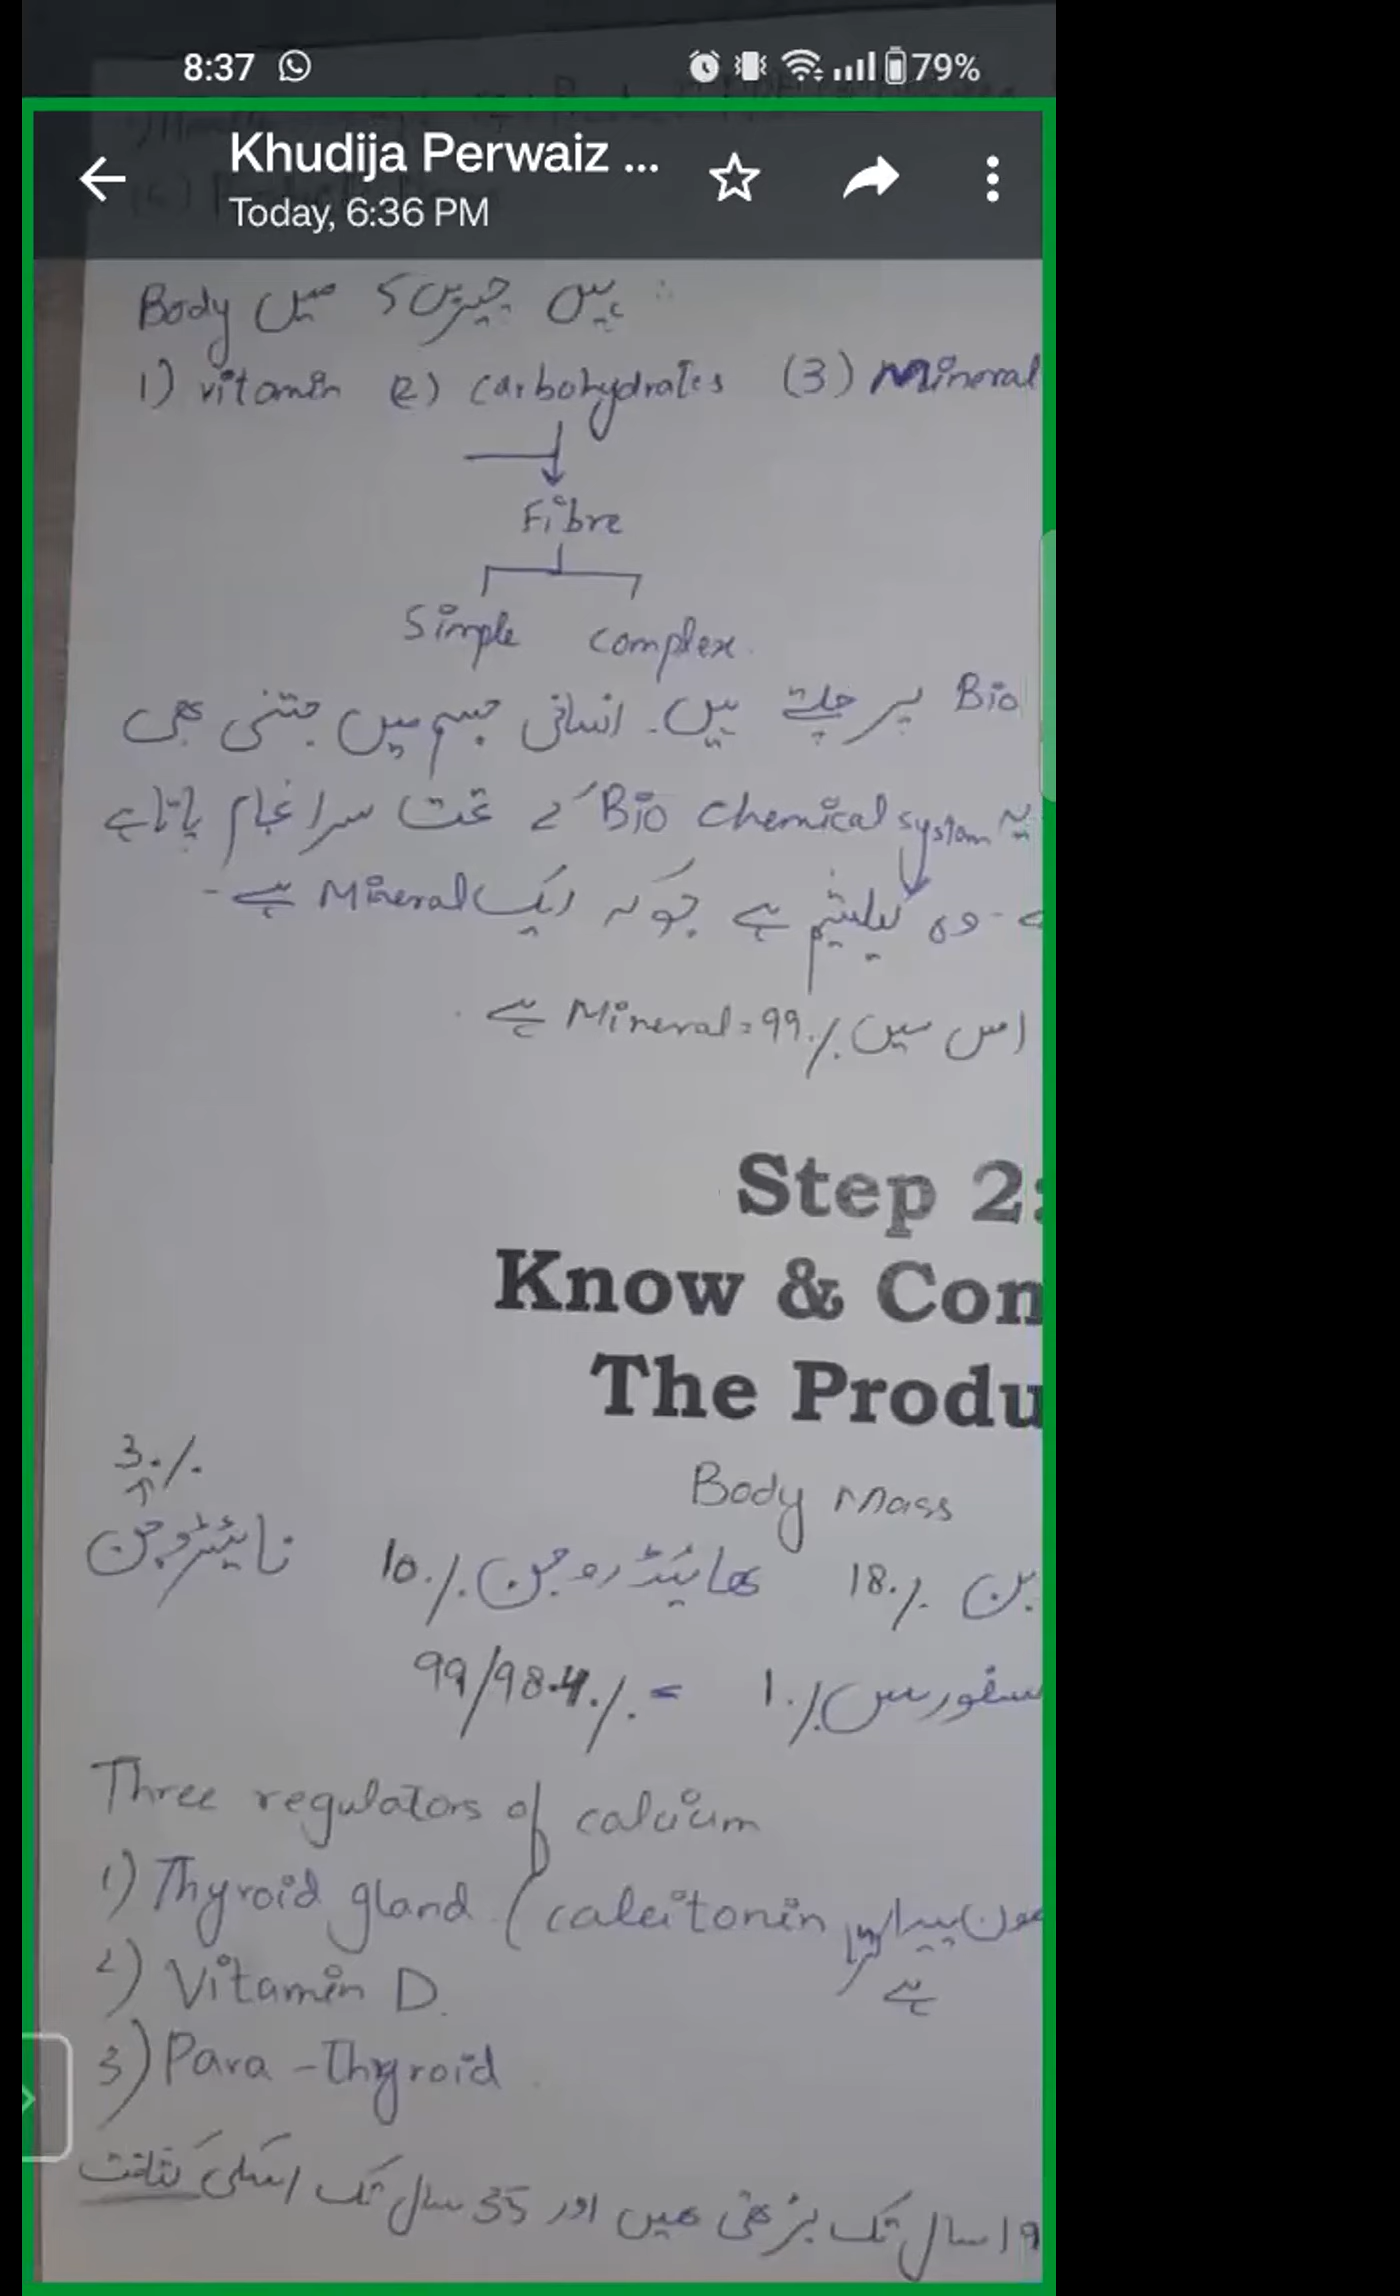 8:37 79%
Khudija Perwaiz ...
Today, 6:36 PM
Body میں 5 چیزیں ہیں
1) vitamin 2) carbohydrates (3) Mineral
Fibre
Simple complex
Bio پر چلتے ہیں۔ انسانی جسم میں جتنی بھی
یہ Bio Chemical system کے تحت سرانجام پاتا ہے
وہ کیلشیم ہے جو کہ ایک Mineral ہے۔
اس میں 99% = Mineral ہے
Step 2:
Know & Con
The Produ
3%
Body Mass
بن 18% ھائیڈروجن 10% نائیٹروجن
سفورس 1% = 99/98.4%
Three regulators of calcium
1) Thyroid gland (calcitonin پیدا کرتا
ہے
2) Vitamin D.
3) Para-Thyroid
19 سال تک بڑھتی ھیں اور 35 سال تک اسکی